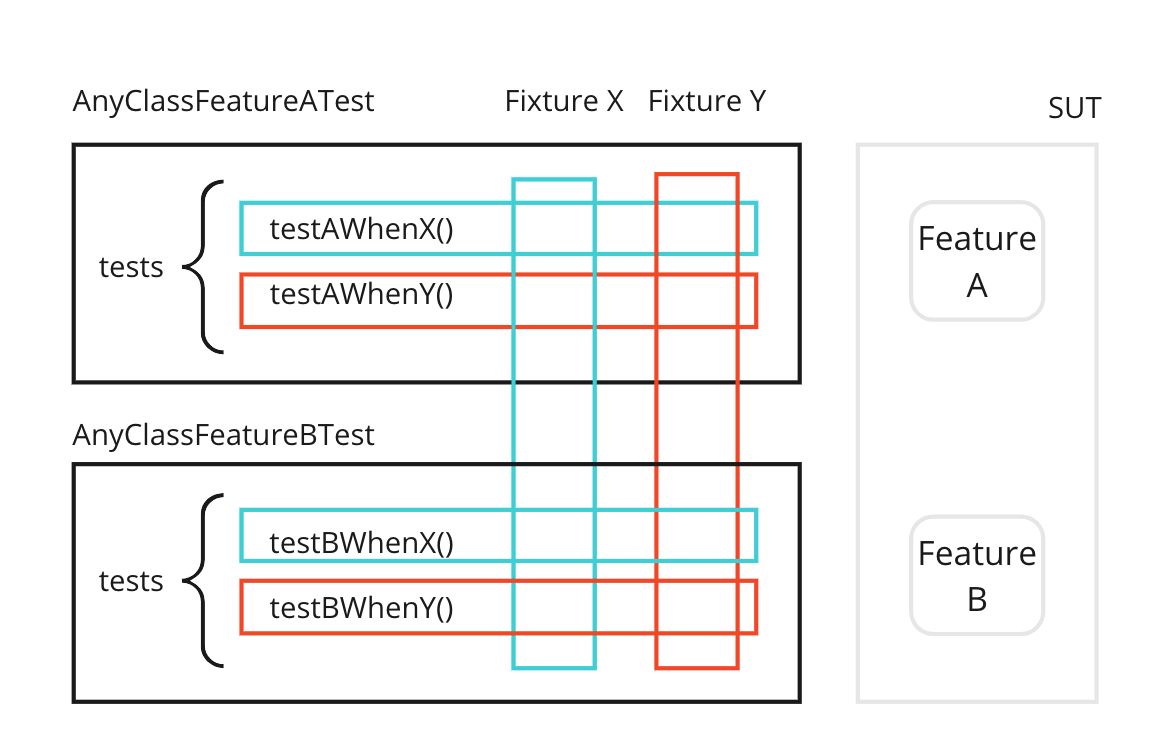 AnyClassFeatureATest
Fixture X
Fixture Y
SUT
tests
testAWhenX()
testAWhenY()
Feature
A
AnyClassFeatureBTest
tests
testBWhenX()
testBWhenY()
Feature
B